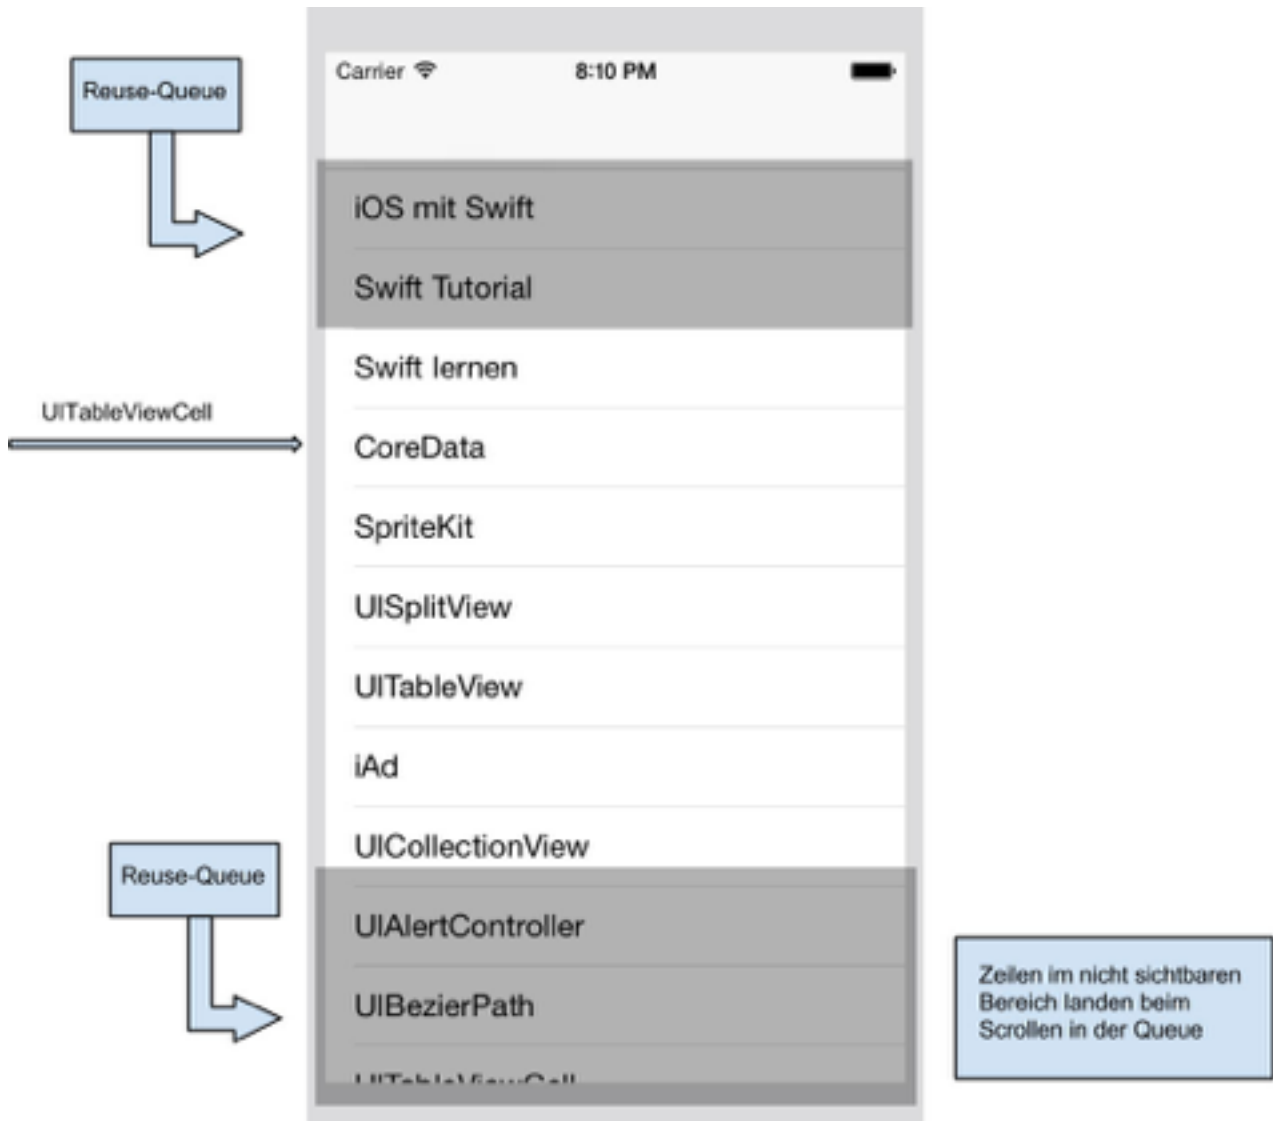 Carrier 8:10 PM
Reuse-Queue
iOS mit Swift
Swift Tutorial
Swift lernen
UITableViewCell
CoreData
SpriteKit
UISplitView
UITableView
iAd
UICollectionView
Reuse-Queue
UIAlertController
UIBezierPath
Zeilen im nicht sichtbaren
Bereich landen beim
Scrollen in der Queue
UITableViewCell